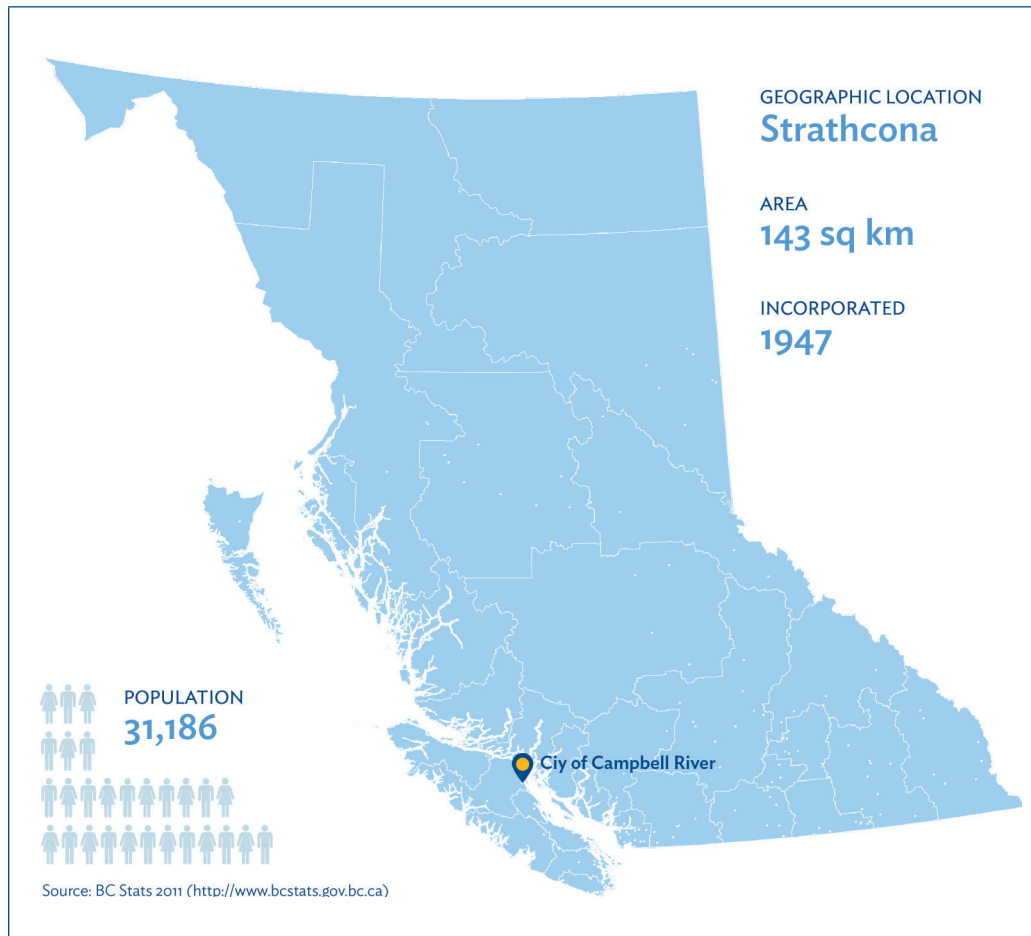 GEOGRAPHIC LOCATION
Strathcona
AREA
143 sq km
INCORPORATED
1947
POPULATION
31,186
Ciy of Campbell River
Source: BC Stats 2011 (http://www.bcstats.gov.bc.ca)